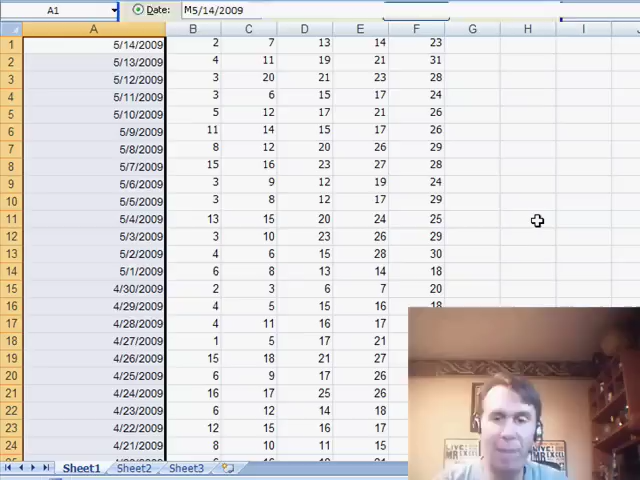 A1 Date: M5/14/2009
A B C D E F G H I
1 5/14/2009 2 7 13 14 23
2 5/13/2009 4 11 19 21 31
3 5/12/2009 3 20 21 23 28
4 5/11/2009 3 6 15 17 24
5 5/10/2009 5 12 17 21 26
6 5/9/2009 11 14 15 17 26
7 5/8/2009 8 12 20 26 29
8 5/7/2009 15 16 23 27 28
9 5/6/2009 3 9 12 19 24
10 5/5/2009 3 8 12 17 29
11 5/4/2009 13 15 20 24 25
12 5/3/2009 3 10 23 26 29
13 5/2/2009 4 6 15 28 30
14 5/1/2009 6 8 13 14 18
15 4/30/2009 2 3 6 7 20
16 4/29/2009 4 5 15 16 18
17 4/28/2009 4 11 16 17
18 4/27/2009 1 5 17 21
19 4/26/2009 15 18 21 27
20 4/25/2009 6 9 17 26
21 4/24/2009 16 17 25 26
22 4/23/2009 6 12 14 18
23 4/22/2009 12 15 16 17
24 4/21/2009 8 10 11 15
LIVE!
MR EXCEL
LIVE!
MR EXCEL
Sheet1 Sheet2 Sheet3